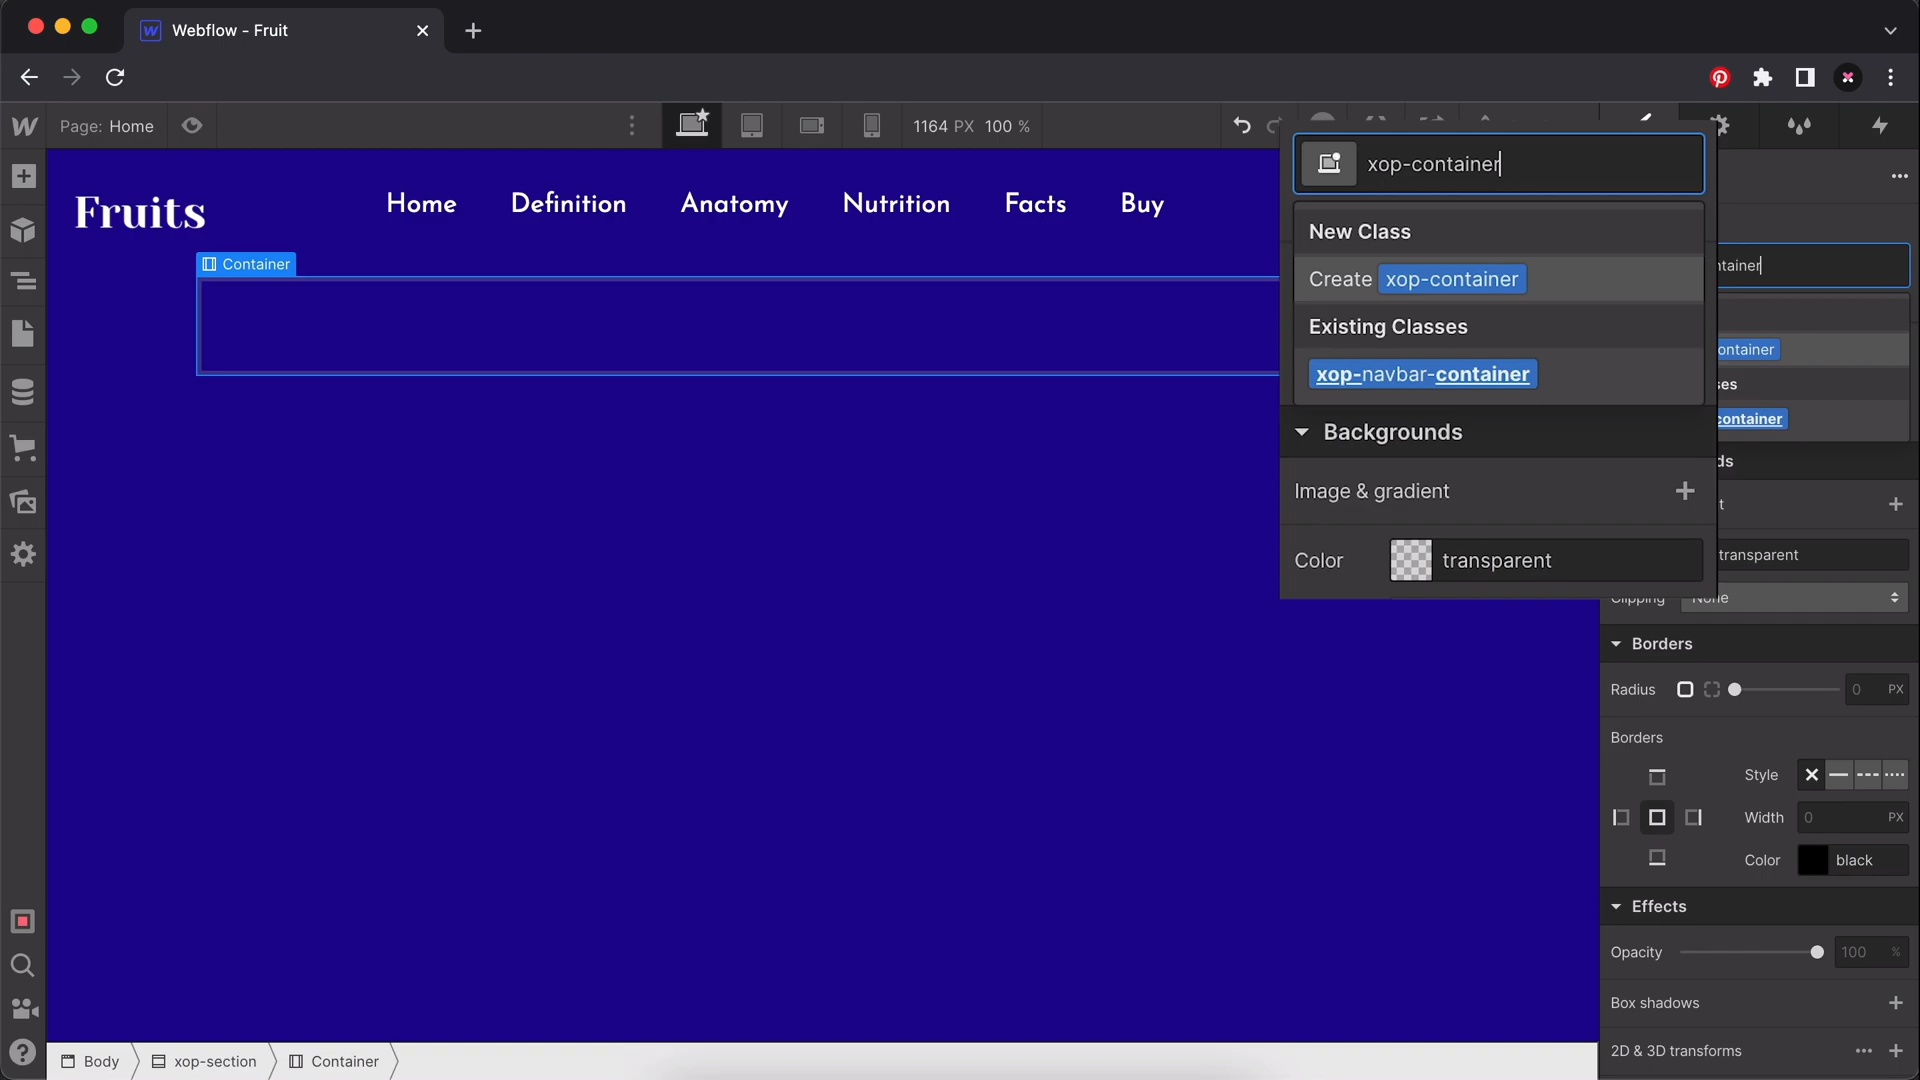 Webflow - Fruit
Page: Home
1164 PX 100 %
Fruits
Home Definition Anatomy Nutrition Facts Buy
Container
xop-container
New Class
Create xop-container
Existing Classes
xop-navbar-container
Backgrounds
Image & gradient
Color transparent
ntainer
ontainer
ses
container
ds
t
transparent
Clipping None
Borders
Radius 0 PX
Borders
Style
Width 0 PX
Color black
Effects
Opacity 100 %
Box shadows
2D & 3D transforms
Body xop-section Container